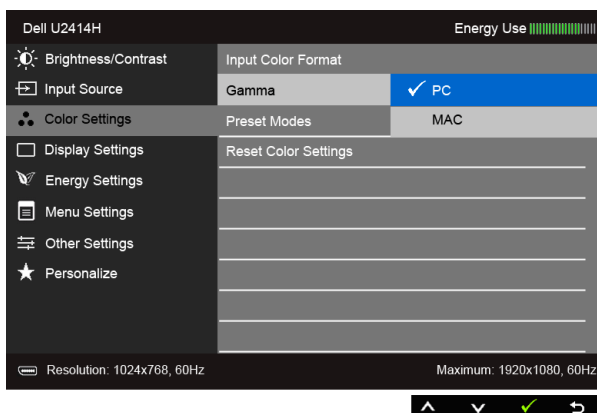 Dell U2414H
Energy Use
Brightness/Contrast
Input Color Format
Input Source
Gamma
PC
Color Settings
Preset Modes
MAC
Display Settings
Reset Color Settings
Energy Settings
Menu Settings
Other Settings
Personalize
Resolution: 1024x768, 60Hz
Maximum: 1920x1080, 60Hz